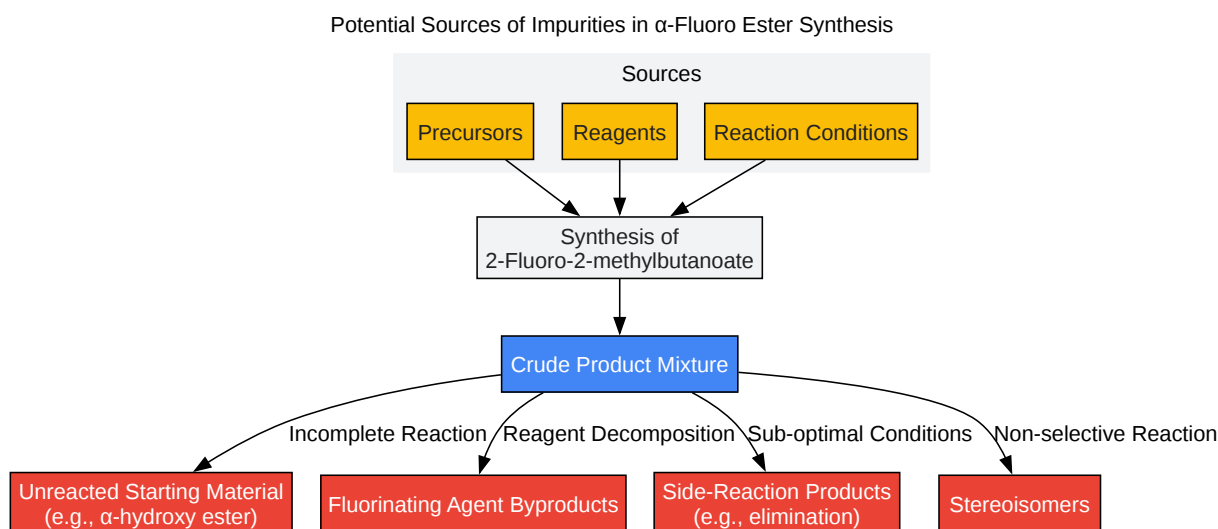 Potential Sources of Impurities in α-Fluoro Ester Synthesis
Sources
Precursors
Reagents
Reaction Conditions
Synthesis of
2-Fluoro-2-methylbutanoate
Crude Product Mixture
Incomplete Reaction
Reagent Decomposition
Sub-optimal Conditions
Non-selective Reaction
Unreacted Starting Material
(e.g., α-hydroxy ester)
Fluorinating Agent Byproducts
Side-Reaction Products
(e.g., elimination)
Stereoisomers